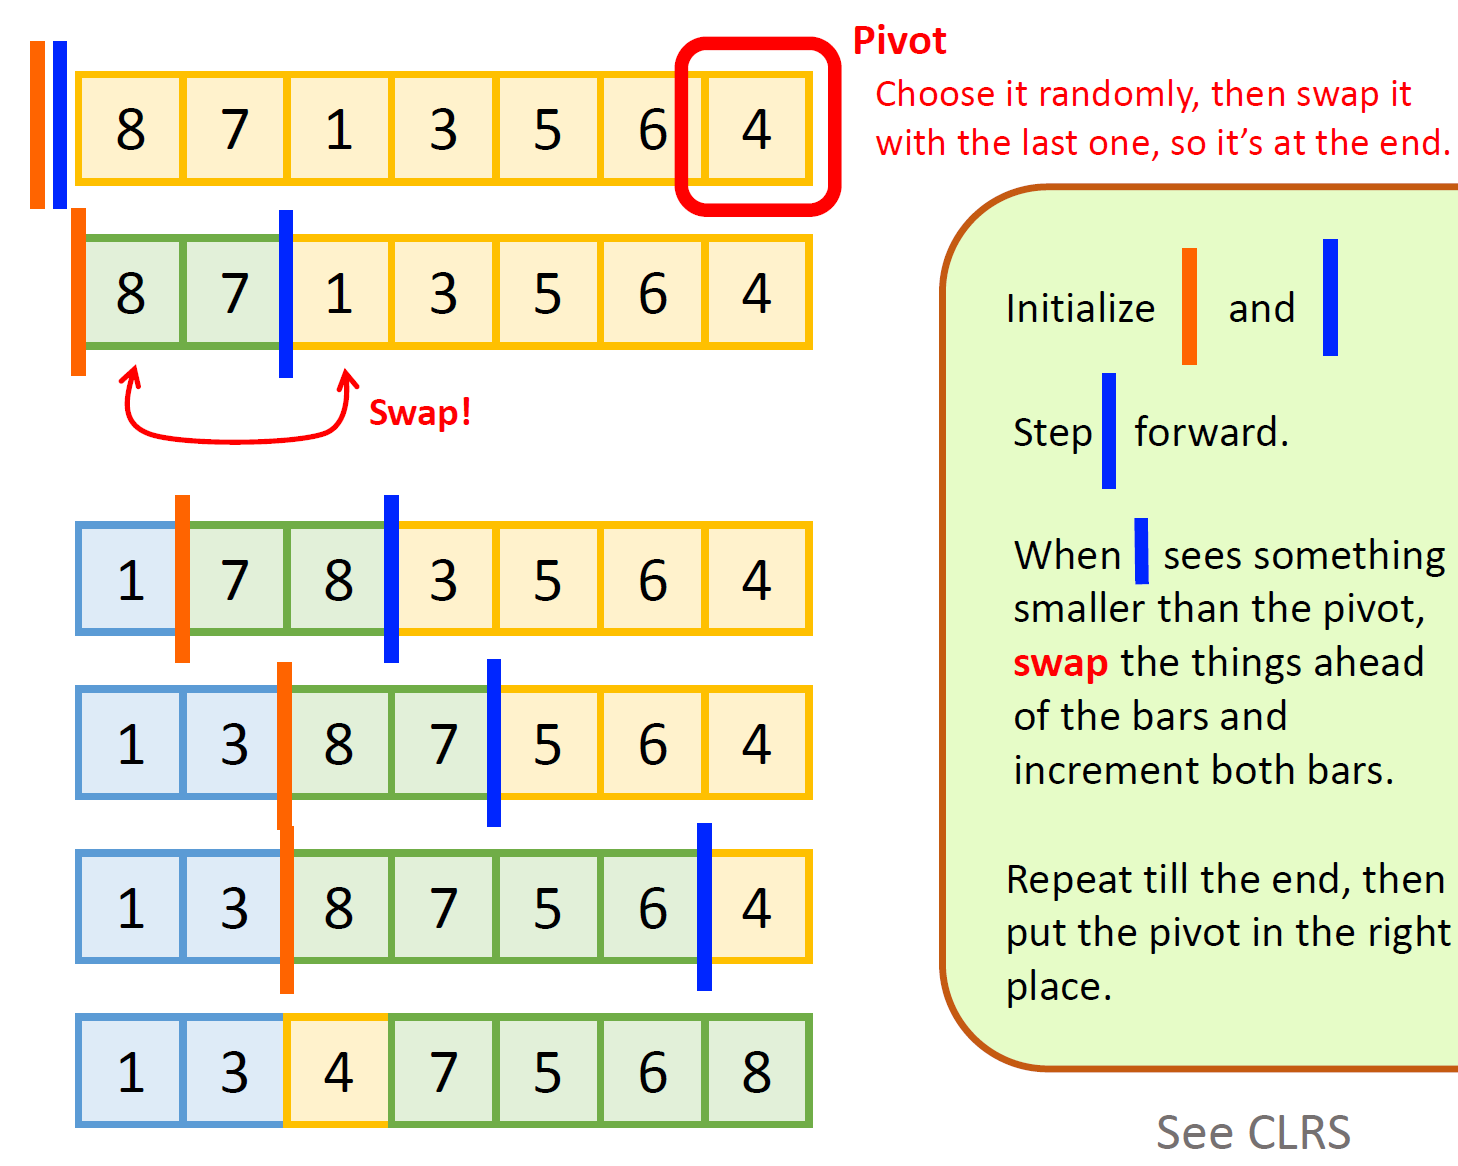 Pivot
Choose it randomly, then swap it
with the last one, so it's at the end.
8 7 1 3 5 6 4
8 7 1 3 5 6 4
Swap!
1 7 8 3 5 6 4
1 3 8 7 5 6 4
1 3 8 7 5 6 4
1 3 4 7 5 6 8
Initialize and
Step forward.
When sees something
smaller than the pivot,
swap the things ahead
of the bars and
increment both bars.
Repeat till the end, then
put the pivot in the right
place.
See CLRS